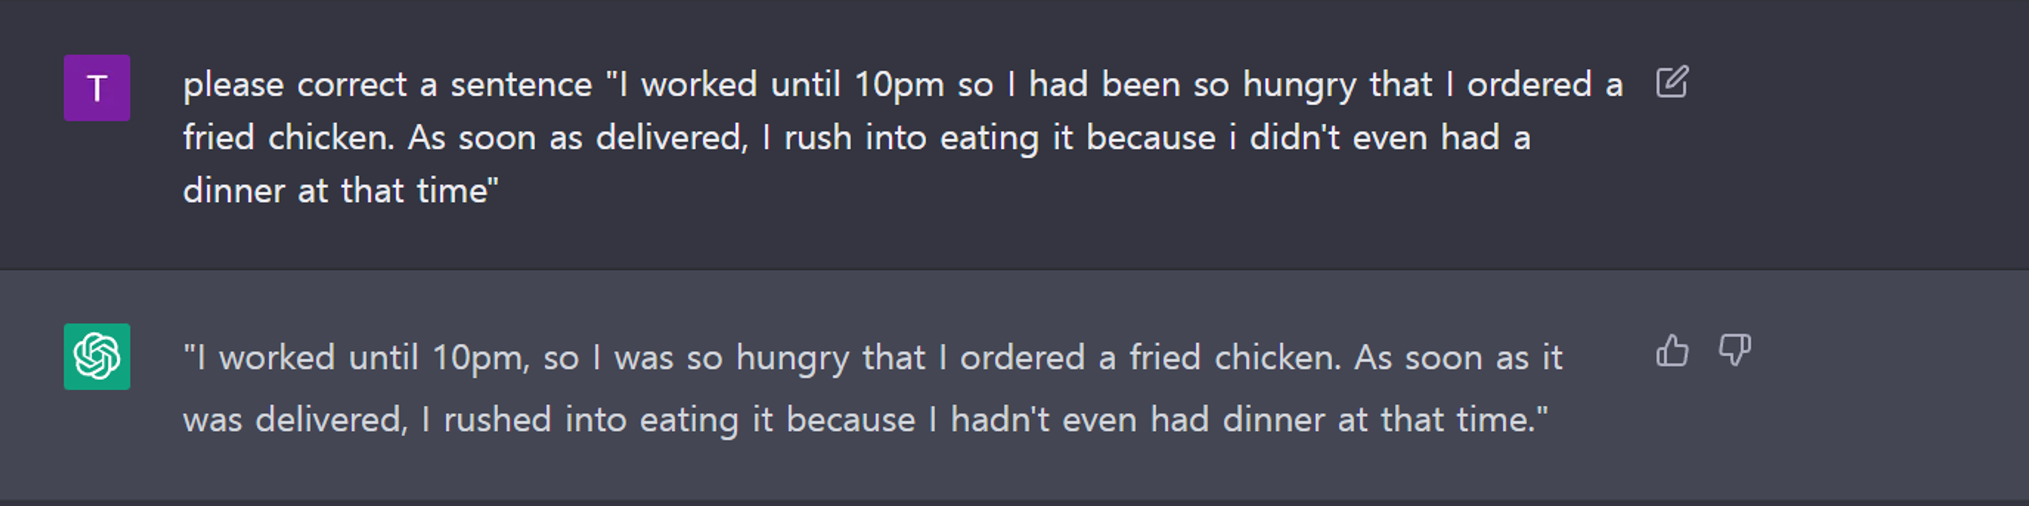 T
please correct a sentence "I worked until 10pm so I had been so hungry that I ordered a
fried chicken. As soon as delivered, I rush into eating it because i didn't even had a
dinner at that time"
"I worked until 10pm, so I was so hungry that I ordered a fried chicken. As soon as it
was delivered, I rushed into eating it because I hadn't even had dinner at that time."